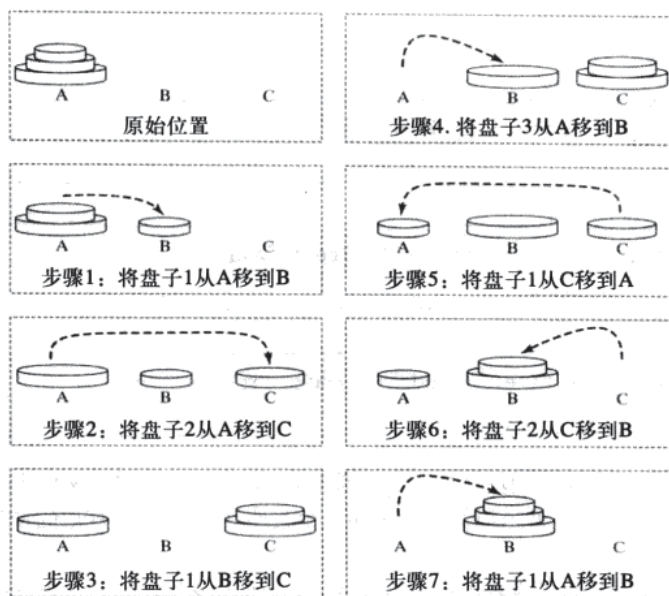 A B C
原始位置
A B C
步骤1：将盘子1从A移到B
A B C
步骤2：将盘子2从A移到C
A B C
步骤3：将盘子1从B移到C
A B C
步骤4. 将盘子3从A移到B
A B C
步骤5：将盘子1从C移到A
A B C
步骤6：将盘子2从C移到B
A B C
步骤7：将盘子1从A移到B